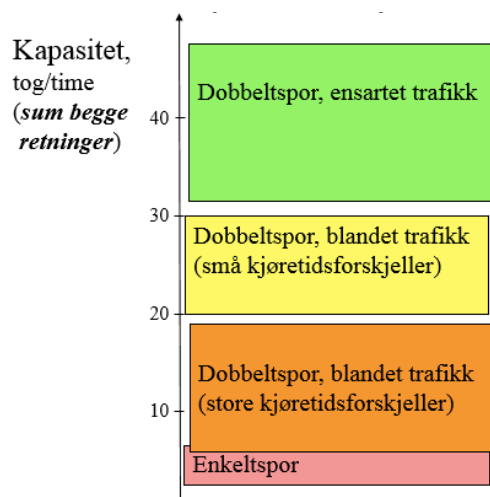 Kapasitet,
tog/time
(sum begge
retninger)
40
30
20
10
Dobbeltspor, ensartet trafikk
Dobbeltspor, blandet trafikk
(små kjøretidsforskjeller)
Dobbeltspor, blandet trafikk
(store kjøretidsforskjeller)
Enkeltspor